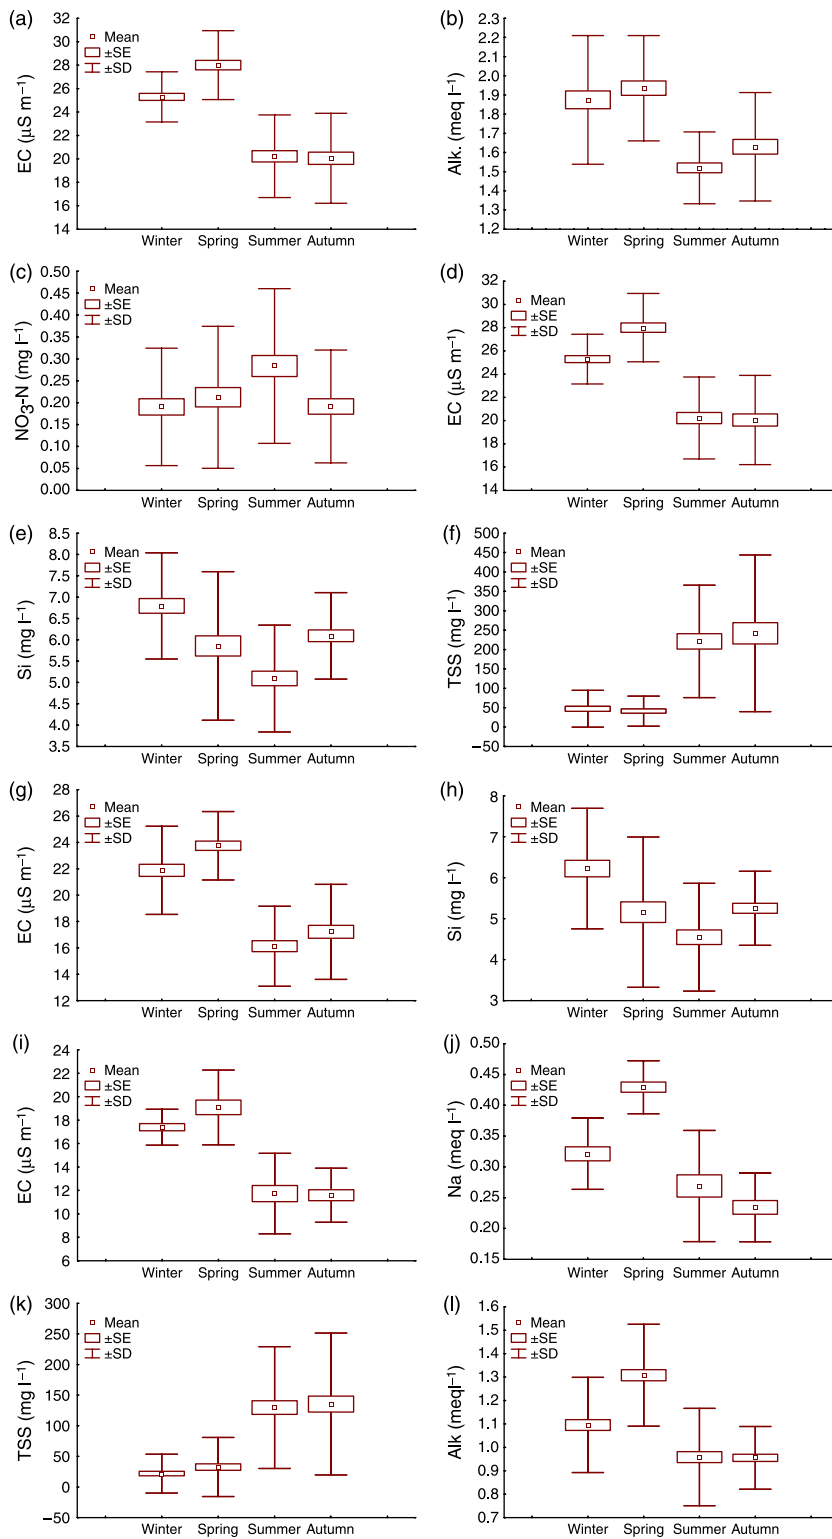 (a)
32
30
28
26
24
22
20
18
16
14
EC (μS m–1)
Mean
±SE
±SD
Winter Spring Summer Autumn
(b)
2.3
2.2
2.1
2.0
1.9
1.8
1.7
1.6
1.5
1.4
1.3
1.2
Alk. (meq l–1)
Mean
±SE
±SD
Winter Spring Summer Autumn
(c)
0.50
0.45
0.40
0.35
0.30
0.25
0.20
0.15
0.10
0.05
0.00
NO3-N (mg l–1)
Mean
±SE
±SD
Winter Spring Summer Autumn
(d)
32
30
28
26
24
22
20
18
16
14
EC (μS m–1)
Mean
±SE
±SD
Winter Spring Summer Autumn
(e)
8.5
8.0
7.5
7.0
6.5
6.0
5.5
5.0
4.5
4.0
3.5
Si (mg l–1)
Mean
±SE
±SD
Winter Spring Summer Autumn
(f)
500
450
400
350
300
250
200
150
100
50
0
–50
TSS (mg l–1)
Mean
±SE
±SD
Winter Spring Summer Autumn
(g)
28
26
24
22
20
18
16
14
12
EC (μS m–1)
Mean
±SE
±SD
Winter Spring Summer Autumn
(h)
8
7
6
5
4
3
Si (mg l–1)
Mean
±SE
±SD
Winter Spring Summer Autumn
(i)
24
22
20
18
16
14
12
10
8
6
EC (μS m–1)
Mean
±SE
±SD
Winter Spring Summer Autumn
(j)
0.50
0.45
0.40
0.35
0.30
0.25
0.20
0.15
Na (meq l–1)
Mean
±SE
±SD
Winter Spring Summer Autumn
(k)
300
250
200
150
100
50
0
–50
TSS (mg l–1)
Mean
±SE
±SD
Winter Spring Summer Autumn
(l)
1.6
1.5
1.4
1.3
1.2
1.1
1.0
0.9
0.8
0.7
Alk (meql–1)
Mean
±SE
±SD
Winter Spring Summer Autumn